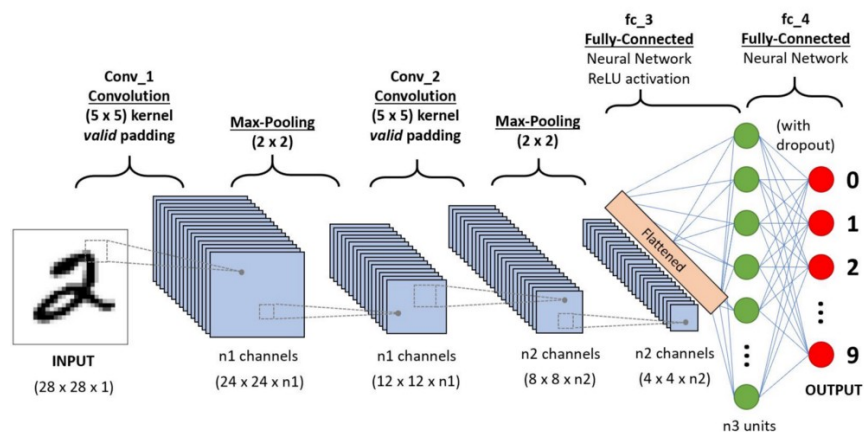 fc_3
Fully-Connected
Neural Network
ReLU activation
fc_4
Fully-Connected
Neural Network
Conv_1
Convolution
(5 x 5) kernel
valid padding
Max-Pooling
(2 x 2)
Conv_2
Convolution
(5 x 5) kernel
valid padding
Max-Pooling
(2 x 2)
(with
dropout)
Flattened
0
1
2
9
2
INPUT
(28 x 28 x 1)
n1 channels
(24 x 24 x n1)
n1 channels
(12 x 12 x n1)
n2 channels
(8 x 8 x n2)
n2 channels
(4 x 4 x n2)
OUTPUT
n3 units